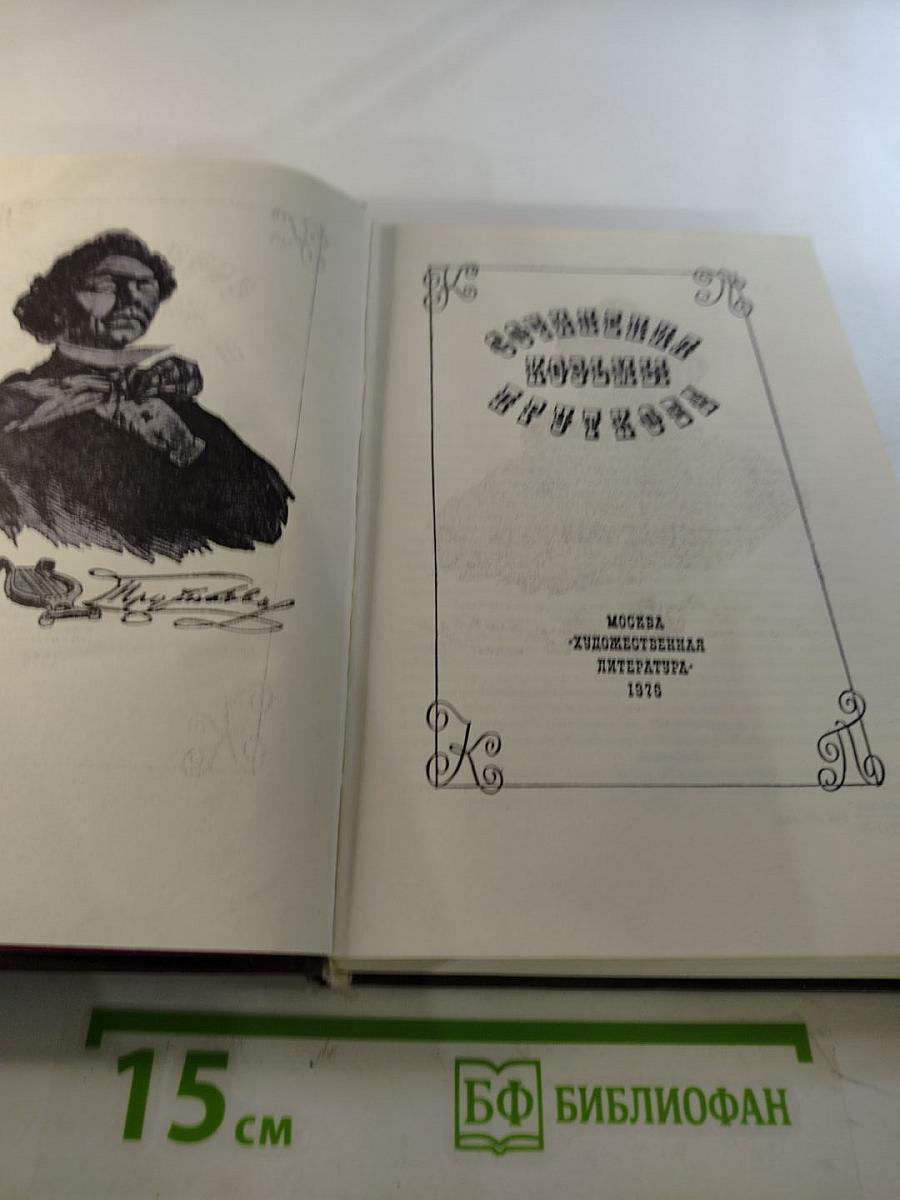 К П
СОЧИНЕНИЯ
КОЗЬМЫ
ПРУТКОВА
МОСКВА
«ХУДОЖЕСТВЕННАЯ
ЛИТЕРАТУРА»
1976
К П
15 см
БФ БИБЛИОФАН